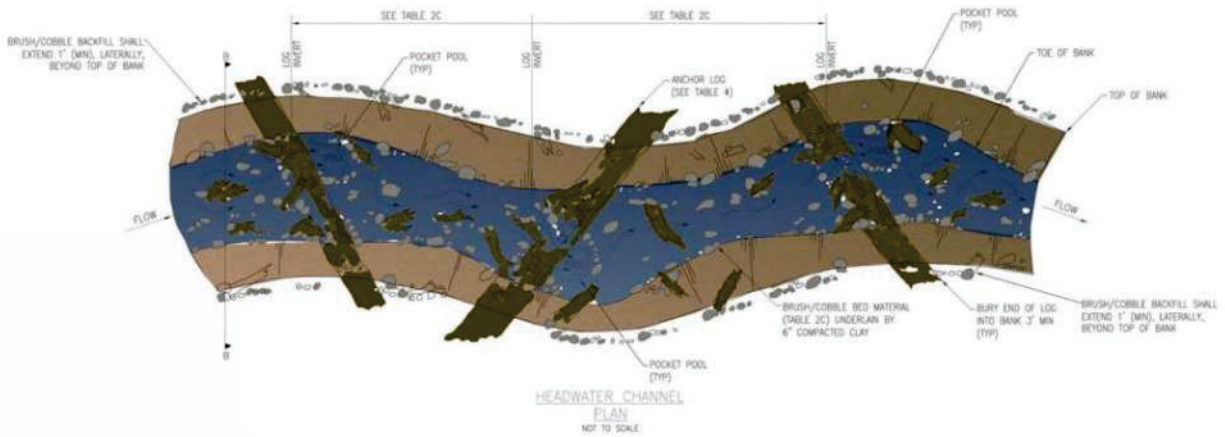 SEE TABLE 2C
SEE TABLE 2C
POCKET POOL
(TYP)
BRUSH/COBBLE BACKFILL SHALL
EXTEND 1' (MIN), LATERALLY,
BEYOND TOP OF BANK
B
LOG
INVERT
POCKET POOL
(TYP)
LOG
INVERT
ANCHOR LOG
(SEE TABLE 4)
LOG
INVERT
TOE OF BANK
TOP OF BANK
FLOW
FLOW
BRUSH/COBBLE BED MATERIAL
(TABLE 2C) UNDERLAIN BY
6" COMPACTED CLAY
BURY END OF LOG
INTO BANK 3' MIN
(TYP)
BRUSH/COBBLE BACKFILL SHALL
EXTEND 1' (MIN), LATERALLY,
BEYOND TOP OF BANK
B
POCKET POOL
(TYP)
HEADWATER CHANNEL
PLAN
NOT TO SCALE